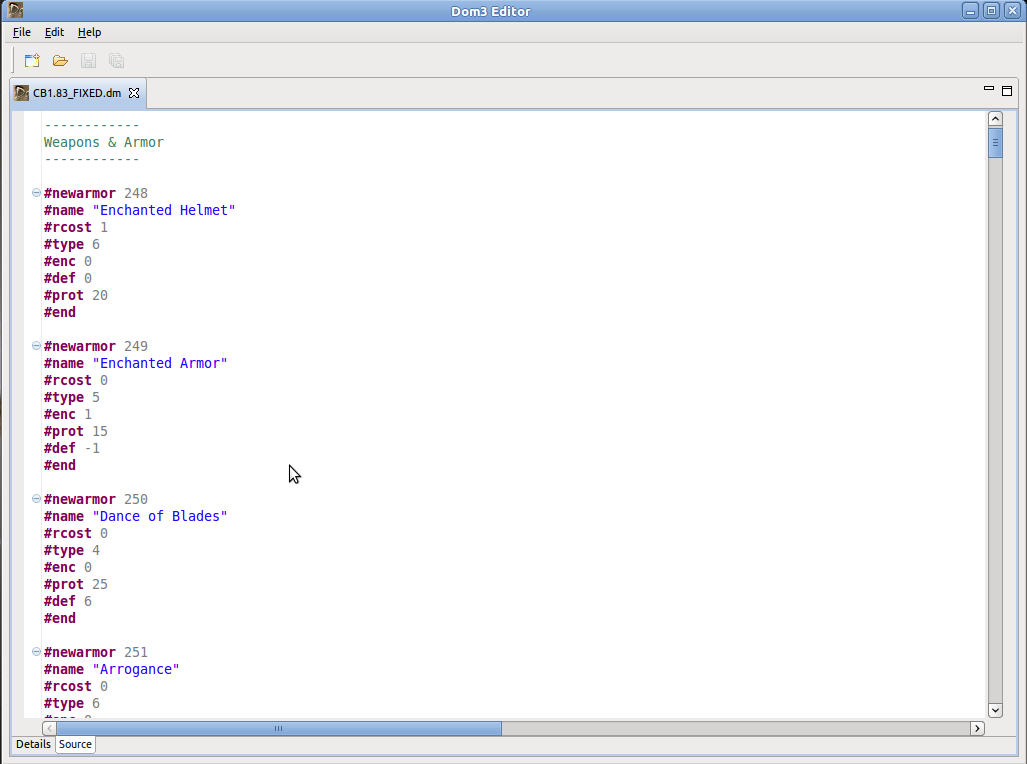 Dom3 Editor
File Edit Help
CB1.83_FIXED.dm
------------
Weapons & Armor
------------
#newarmor 248
#name "Enchanted Helmet"
#rcost 1
#type 6
#enc 0
#def 0
#prot 20
#end
#newarmor 249
#name "Enchanted Armor"
#rcost 0
#type 5
#enc 1
#prot 15
#def -1
#end
#newarmor 250
#name "Dance of Blades"
#rcost 0
#type 4
#enc 0
#prot 25
#def 6
#end
#newarmor 251
#name "Arrogance"
#rcost 0
#type 6
Details Source